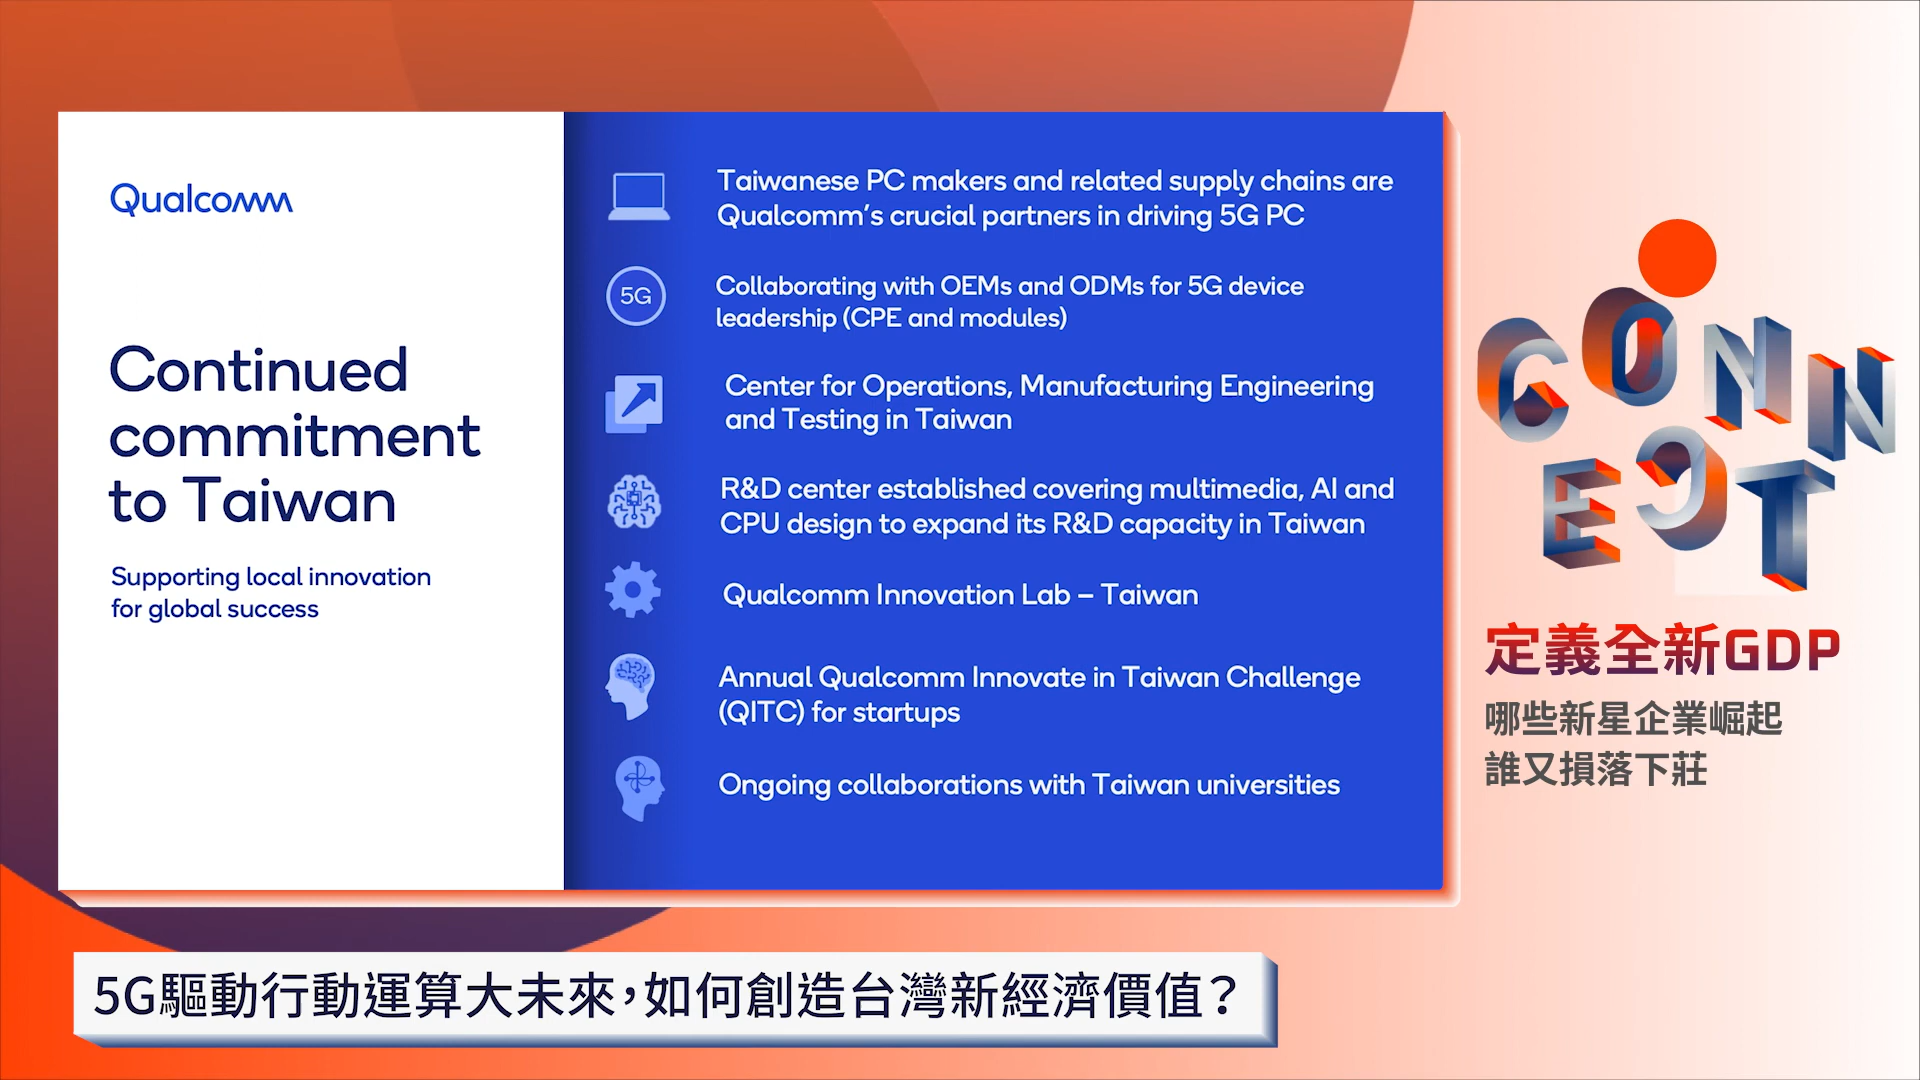 Qualcomm
Continued
commitment
to Taiwan
Supporting local innovation
for global success
Taiwanese PC makers and related supply chains are
Qualcomm’s crucial partners in driving 5G PC
5G
Collaborating with OEMs and ODMs for 5G device
leadership (CPE and modules)
Center for Operations, Manufacturing Engineering
and Testing in Taiwan
R&D center established covering multimedia, AI and
CPU design to expand its R&D capacity in Taiwan
Qualcomm Innovation Lab – Taiwan
Annual Qualcomm Innovate in Taiwan Challenge
(QITC) for startups
Ongoing collaborations with Taiwan universities
CONN
ECT
定義全新GDP
哪些新星企業崛起
誰又損落下莊
5G驅動行動運算大未來，如何創造台灣新經濟價值？